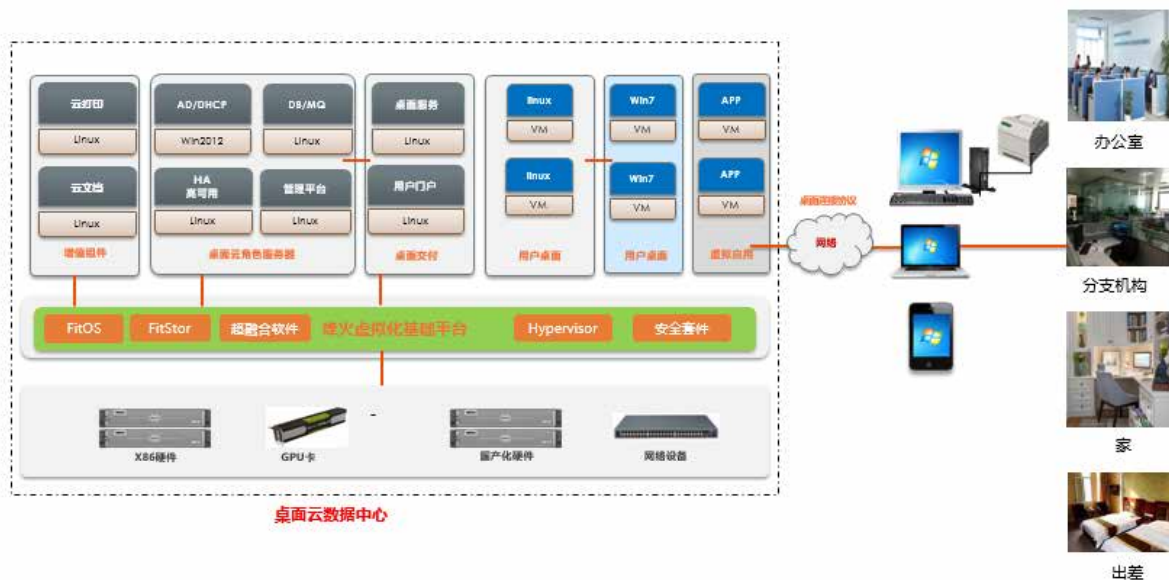 云打印
Linux
云文档
Linux
增值组件
AD/DHCP
Win2012
DB/MQ
Linux
HA
高可用
Linux
管理平台
Linux
桌面云角色服务器
桌面服务
Linux
用户门户
Linux
桌面交付
linux
VM
linux
VM
用户桌面
Win7
VM
Win7
VM
用户桌面
APP
VM
APP
VM
虚拟应用
桌面连接协议
网络
办公室
分支机构
家
出差
FitOS
FitStor
超融合软件
烽火虚拟化基础平台
Hypervisor
安全套件
X86硬件
GPU卡
-
国产化硬件
网络设备
桌面云数据中心